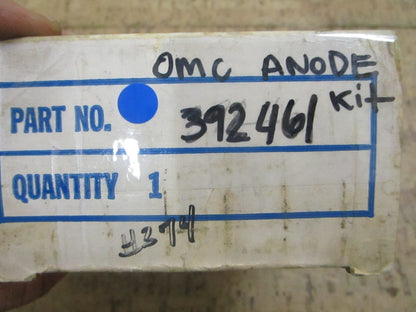 OMC ANODE
Kit
PART NO. 392461
QUANTITY 1
#374